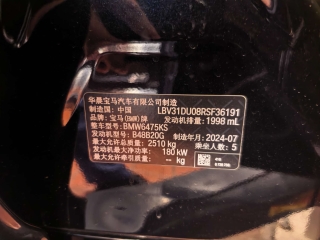 华晨宝马汽车有限公司制造
制造国：中国 LBV31DU08RSF36191
品牌：宝马(BMW)牌 发动机排量：1998 mL
整车型号：BMW6475KS
发动机型号：B48B20G 制造年月：2024-07
最大允许总质量：2510 kg 乘坐人数：5
发动机最大净功率：180 kW
最大允许牵引质量：-- kg